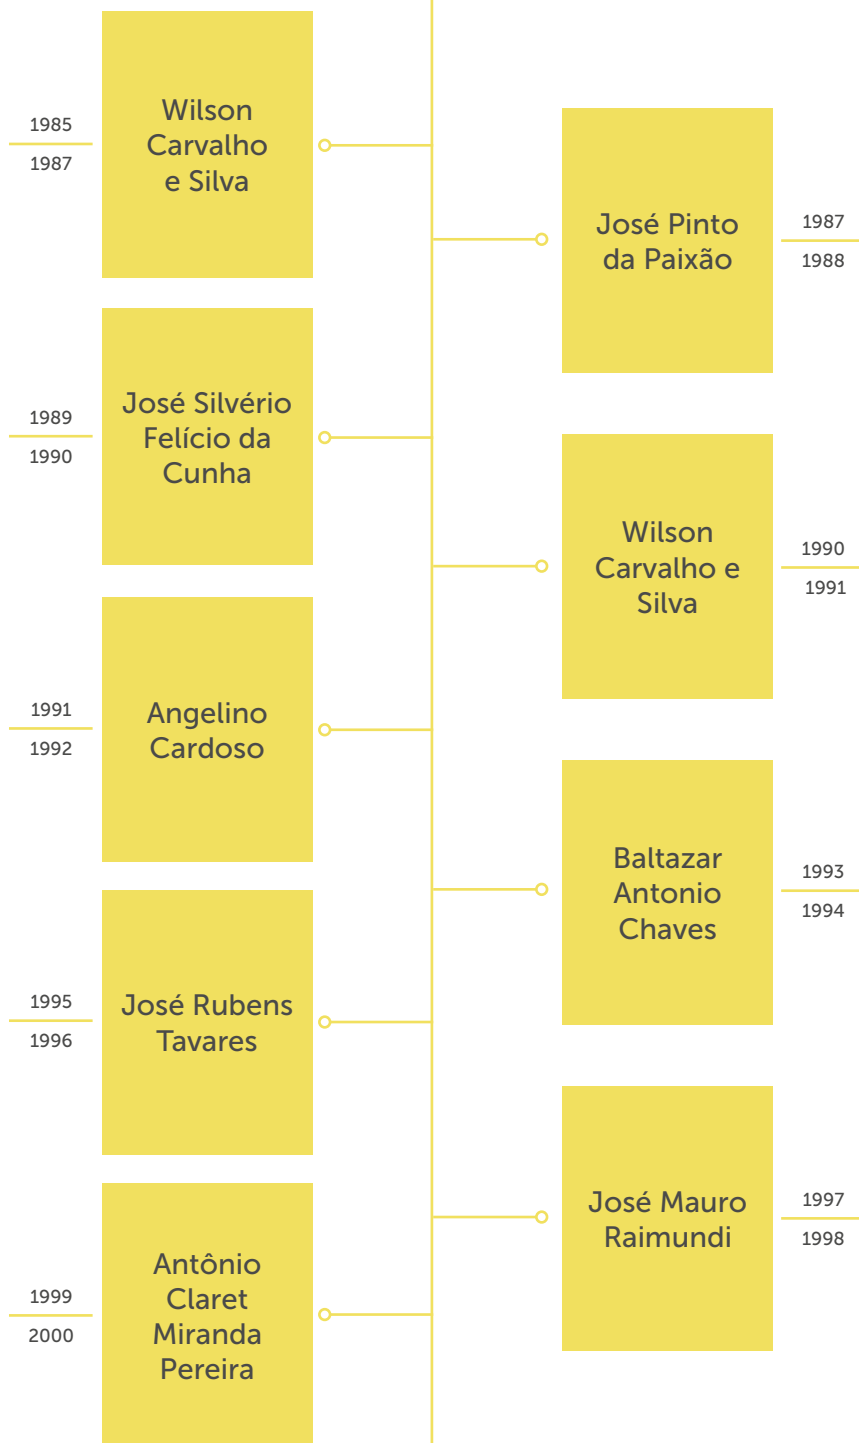 1985
1987
Wilson
Carvalho
e Silva
José Pinto
da Paixão
1987
1988
1989
1990
José Silvério
Felício da
Cunha
Wilson
Carvalho e
Silva
1990
1991
1991
1992
Angelino
Cardoso
Baltazar
Antonio
Chaves
1993
1994
1995
1996
José Rubens
Tavares
José Mauro
Raimundi
1997
1998
1999
2000
Antônio
Claret
Miranda
Pereira